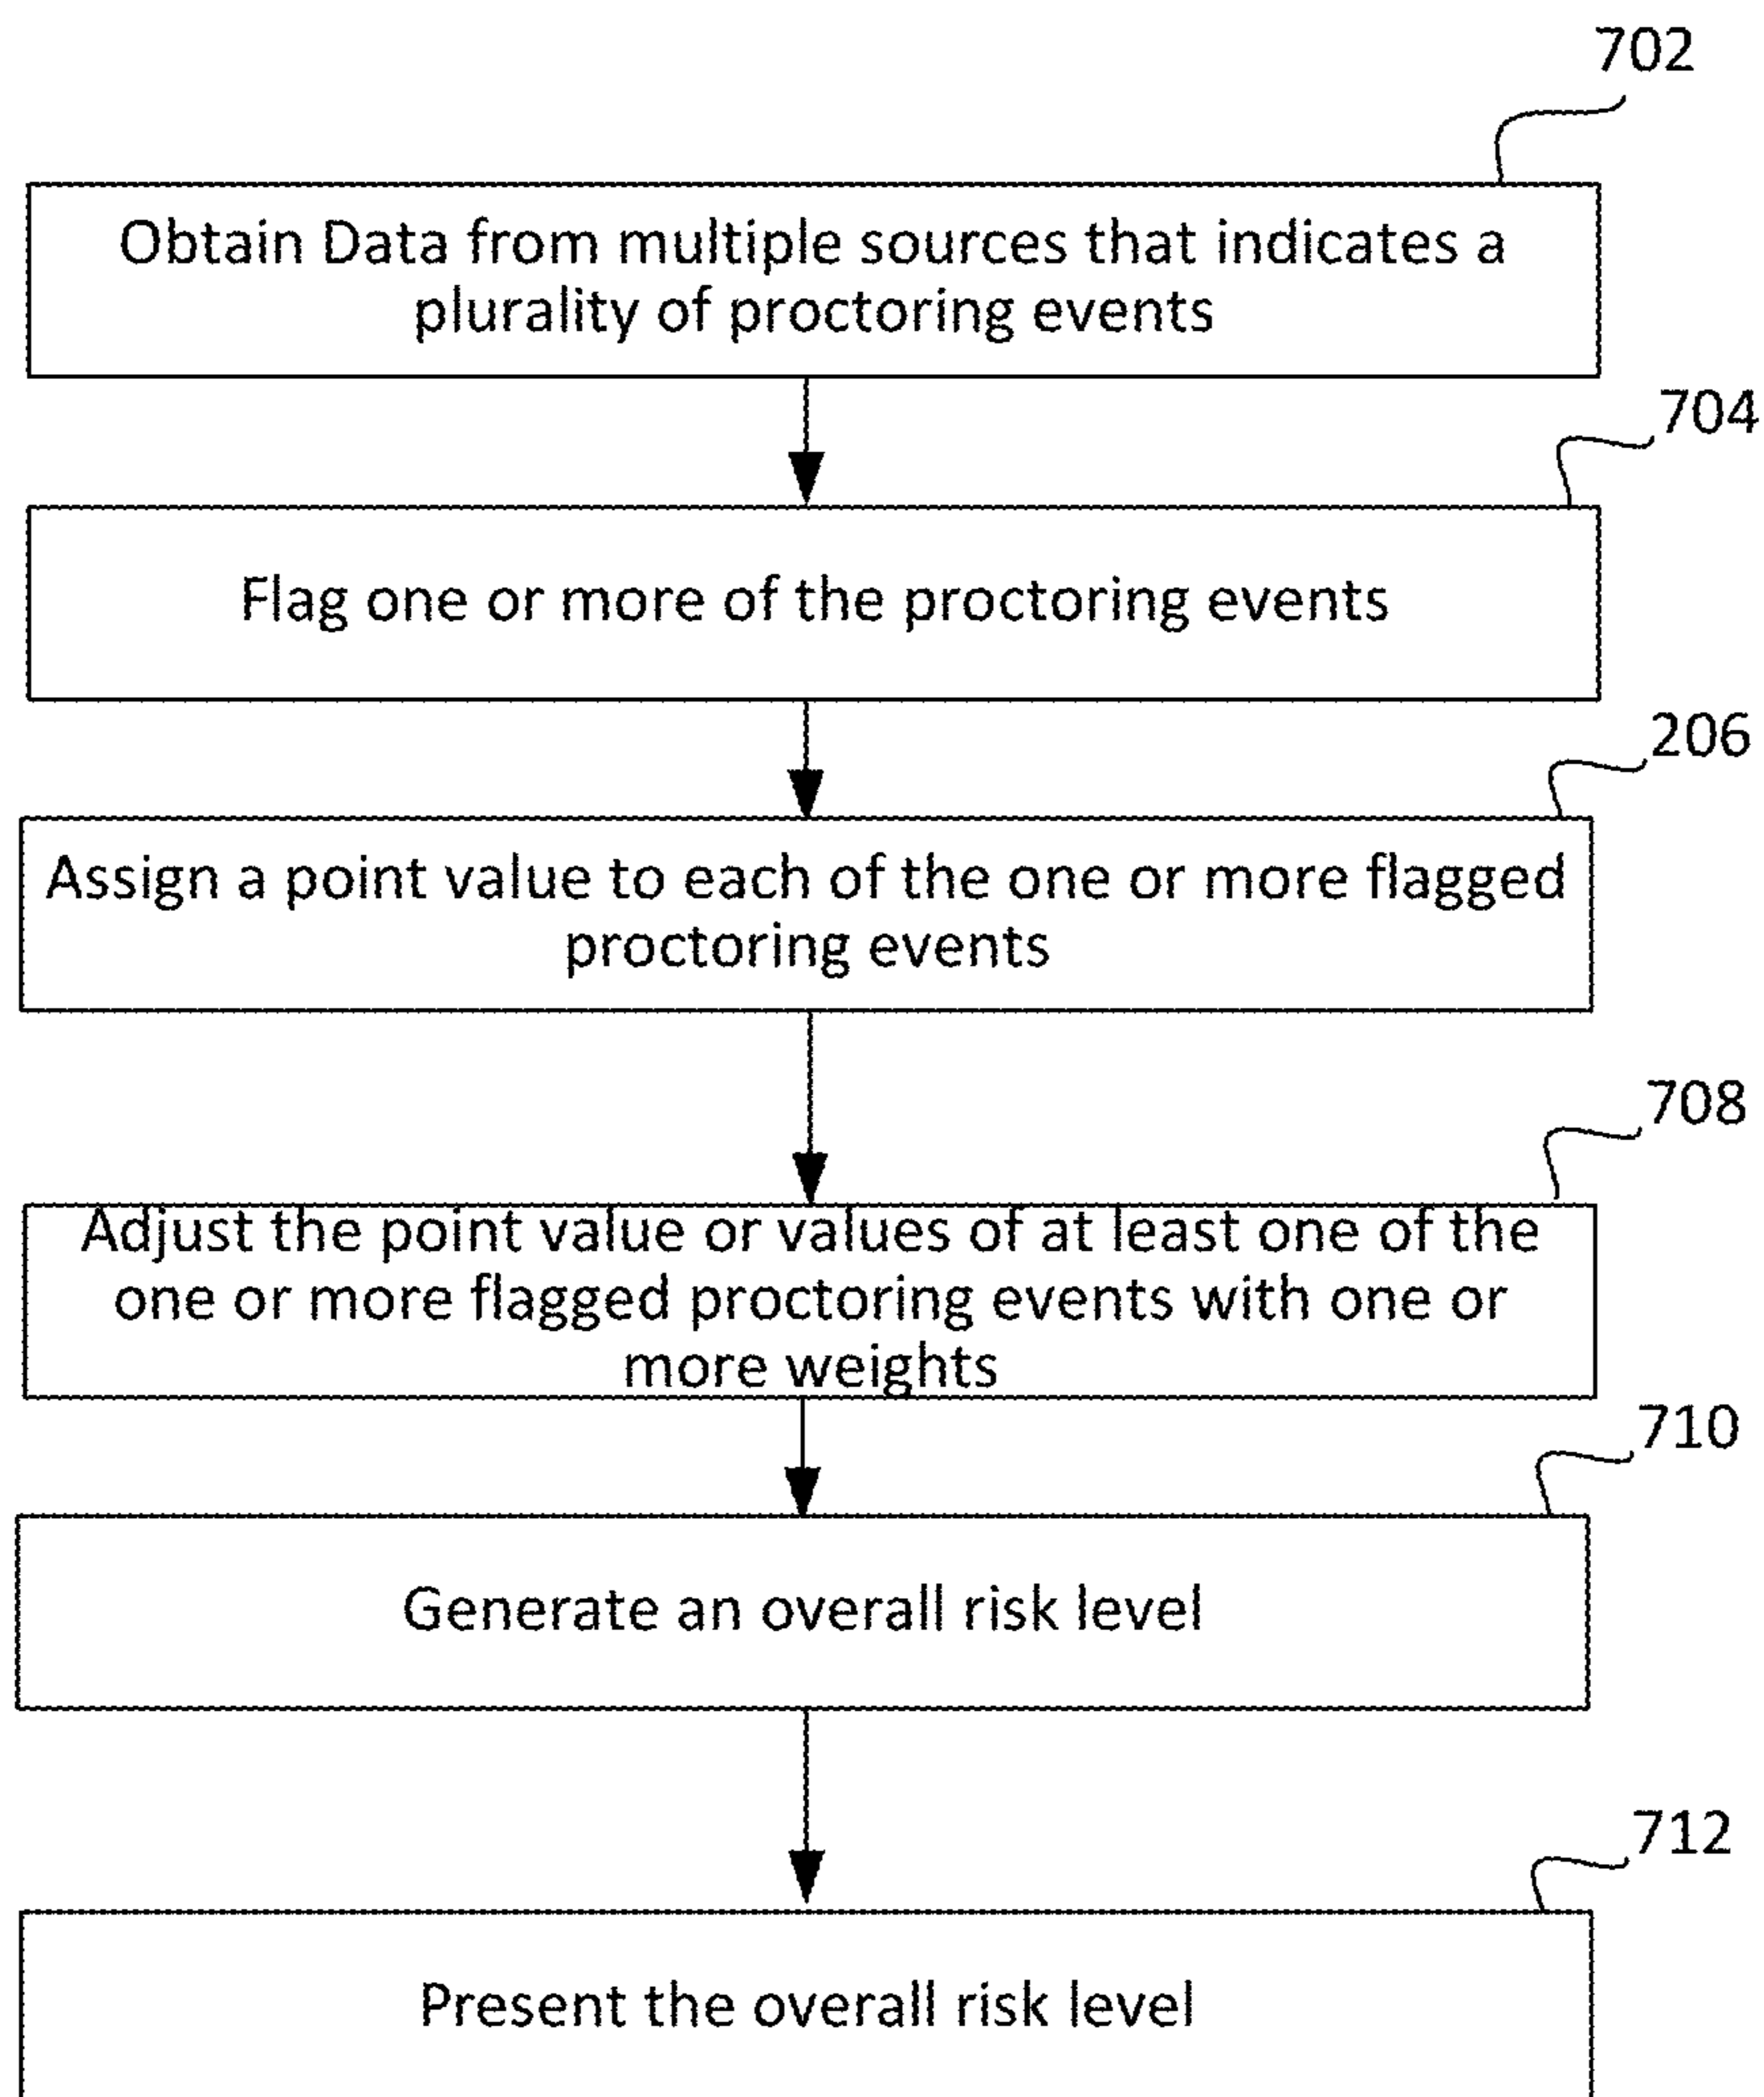 702
Obtain Data from multiple sources that indicates a
plurality of proctoring events
704
Flag one or more of the proctoring events
206
Assign a point value to each of the one or more flagged
proctoring events
708
Adjust the point value or values of at least one of the
one or more flagged proctoring events with one or
more weights
710
Generate an overall risk level
712
Present the overall risk level